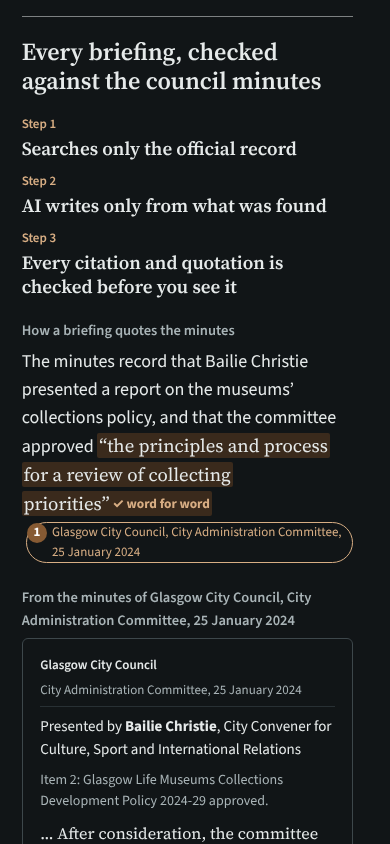 Every briefing, checked
against the council minutes
Step 1
Searches only the official record
Step 2
AI writes only from what was found
Step 3
Every citation and quotation is
checked before you see it
How a briefing quotes the minutes
The minutes record that Bailie Christie
presented a report on the museums’
collections policy, and that the committee
approved “the principles and process
for a review of collecting
priorities” ✓ word for word
1 Glasgow City Council, City Administration Committee,
25 January 2024
From the minutes of Glasgow City Council, City
Administration Committee, 25 January 2024
Glasgow City Council
City Administration Committee, 25 January 2024
Presented by Bailie Christie, City Convener for
Culture, Sport and International Relations
Item 2: Glasgow Life Museums Collections
Development Policy 2024-29 approved.
... After consideration, the committee